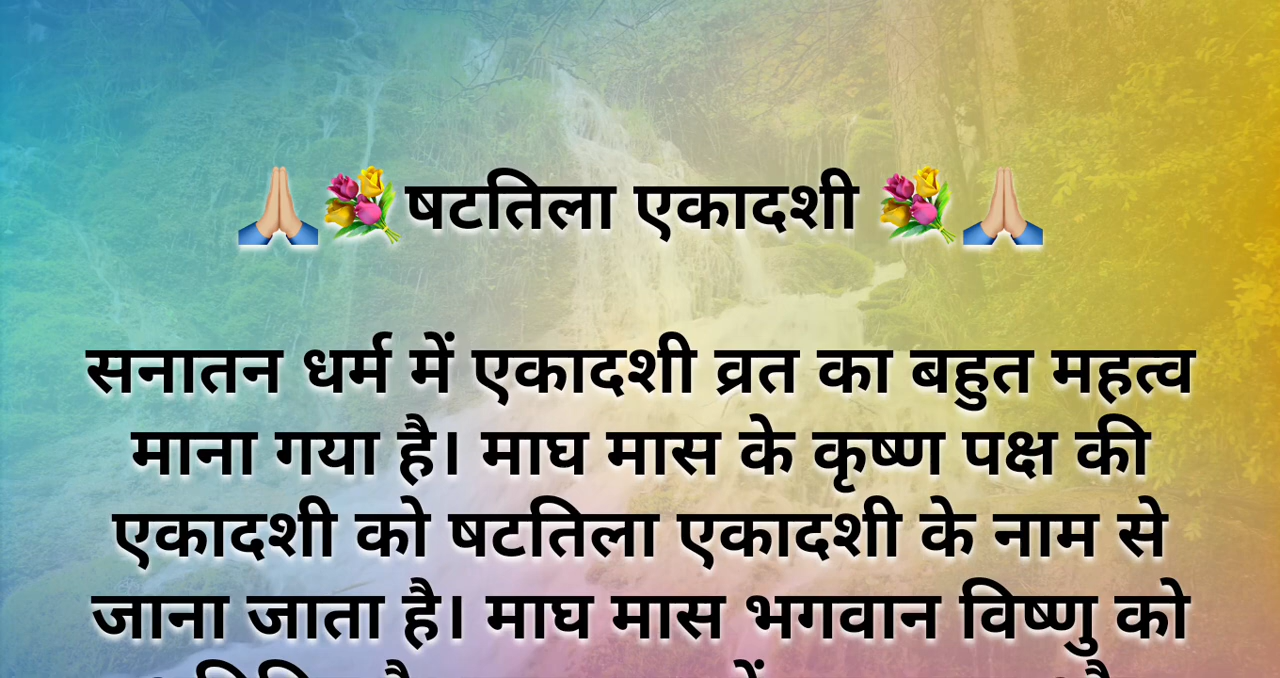 🙏🏼💐षटतिला एकादशी 💐🙏🏼
सनातन धर्म में एकादशी व्रत का बहुत महत्व
माना गया है। माघ मास के कृष्ण पक्ष की
एकादशी को षटतिला एकादशी के नाम से
जाना जाता है। माघ मास भगवान विष्णु को